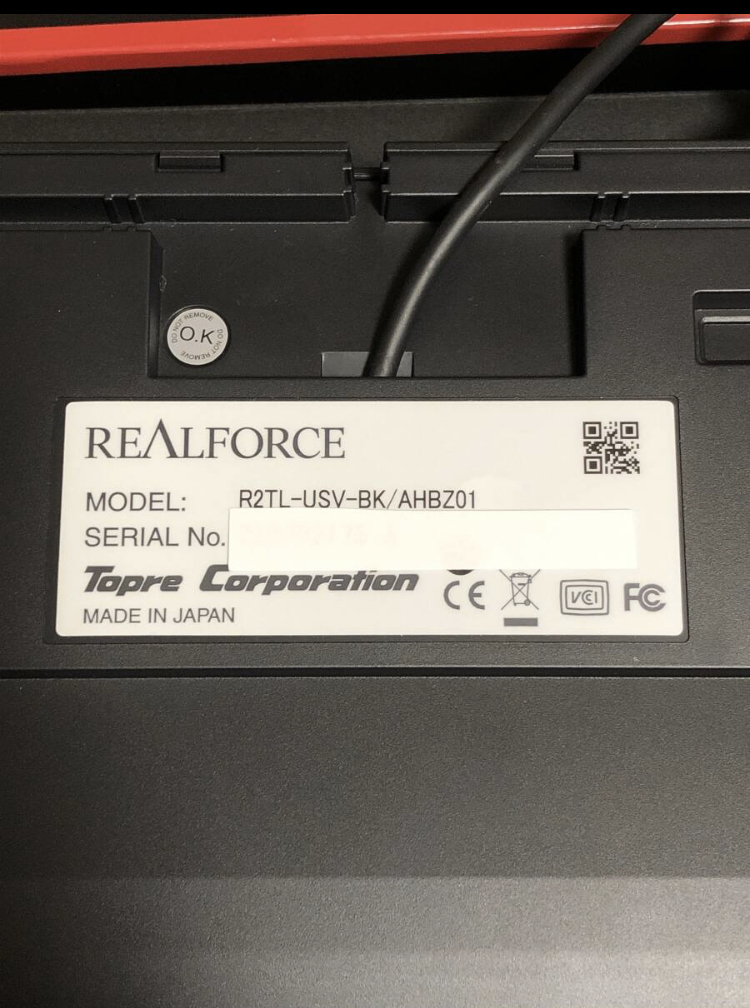 DO NOT REMOVE
O.K
DO NOT REMOVE
REALFORCE
MODEL: R2TL-USV-BK/AHBZ01
SERIAL No.
Topre Corporation
MADE IN JAPAN
CE
VCI
FC